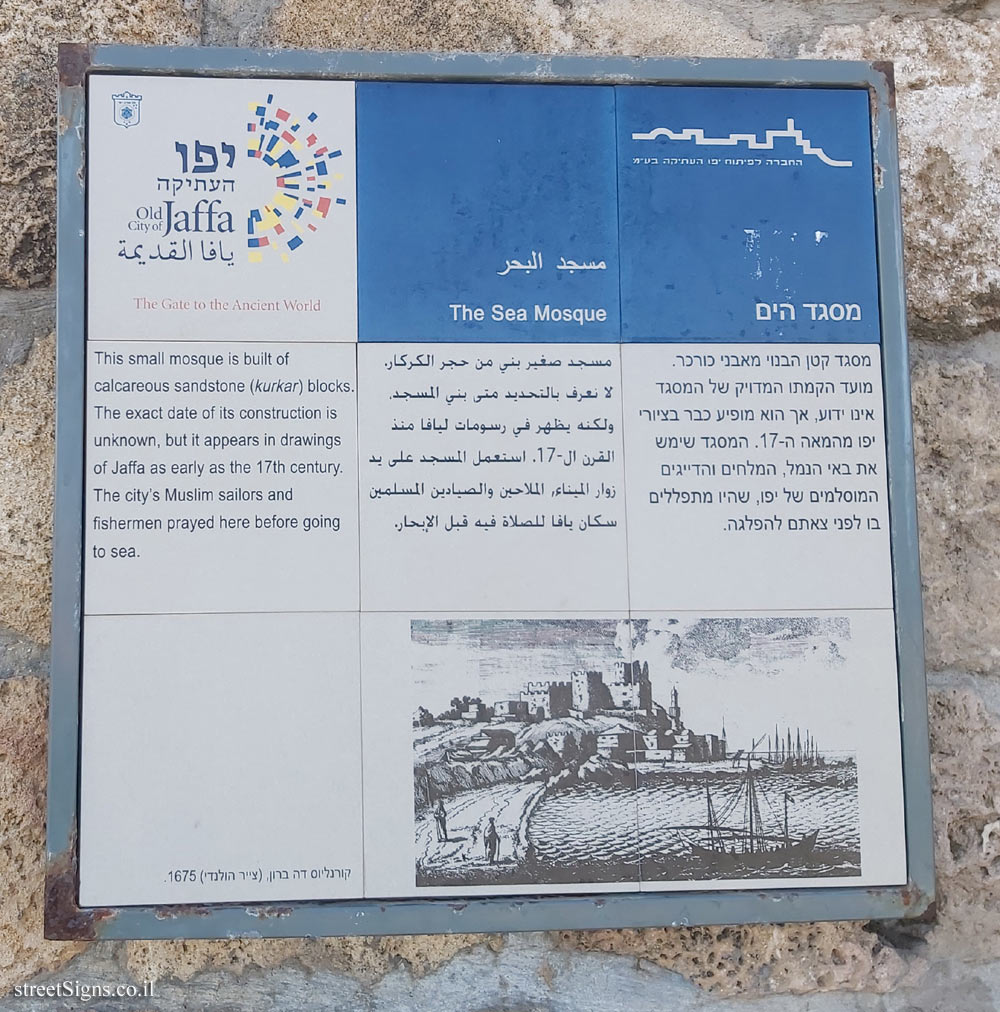 יפו
העתיקה
Old
City of Jaffa
يافا القديمة
The Gate to the Ancient World
مسجد البحر
The Sea Mosque
החברה לפיתוח יפו העתיקה בע״מ
מסגד הים
This small mosque is built of
calcareous sandstone (kurkar) blocks.
The exact date of its construction is
unknown, but it appears in drawings
of Jaffa as early as the 17th century.
The city's Muslim sailors and
fishermen prayed here before going
to sea.
مسجد صغير بني من حجر الكركار.
لا نعرف بالتحديد متى بني المسجد.
ولكنه يظهر في رسومات ليافا منذ
القرن ال-17. استعمل المسجد على يد
زوار الميناء, الملاحين والصيادين المسلمين
سكان يافا للصلاة فيه قبل الإبحار.
מסגד קטן הבנוי מאבני כורכר.
מועד הקמתו המדויק של המסגד
אינו ידוע, אך הוא מופיע כבר בציורי
יפו מהמאה ה-17. המסגד שימש
את באי הנמל, המלחים והדייגים
המוסלמים של יפו, שהיו מתפללים
בו לפני צאתם להפלגה.
קורנליוס דה ברון, (צייר הולנדי) 1675.
streetSigns.co.il